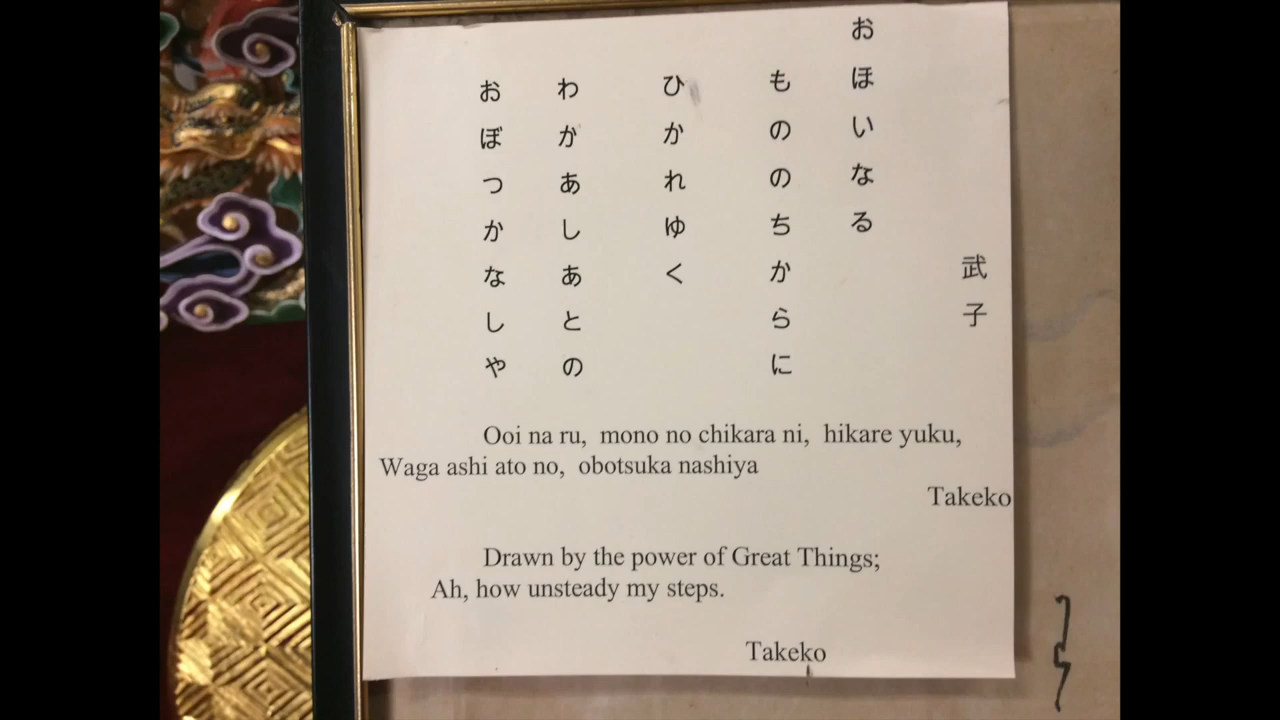 武子
おほいなる
もののちからに
ひかれゆく
わがあしあとの
おぼつかなしや
Ooi na ru, mono no chikara ni, hikare yuku,
Waga ashi ato no, obotsuka nashiya
Takeko
Drawn by the power of Great Things;
Ah, how unsteady my steps.
Takeko